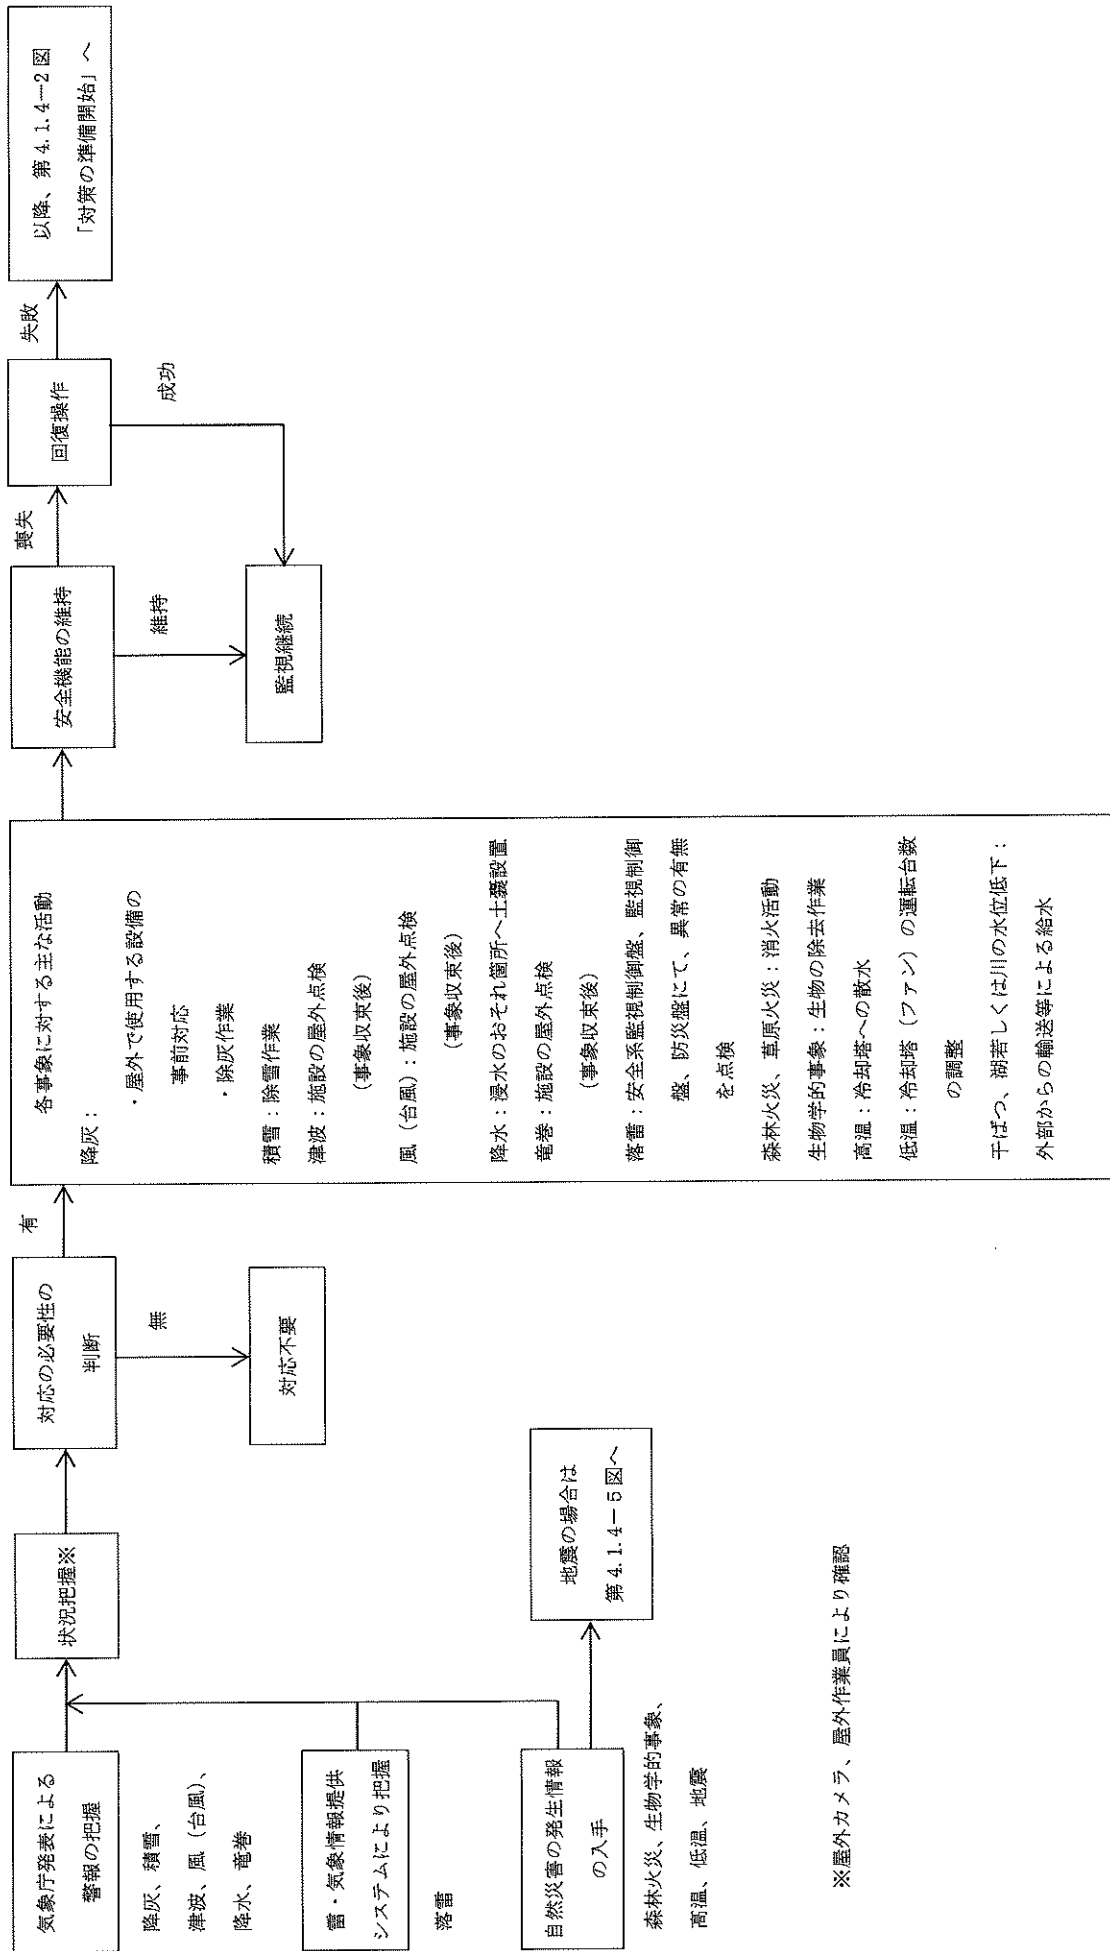 気象庁発表による
警報の把握
降灰、積雪、
津波、風（台風）、
降水、竜巻
雷・気象情報提供
システムにより把握
落雷
自然災害の発生情報
の入手
森林火災、生物学的事象、
高温、低温、地震
状況把握※
地震の場合は
第4.1.4－5図へ
対応の必要性の
判断
有
無
対応不要
各事象に対する主な活動
降灰：
・屋外で使用する設備の
事前対応
・除灰作業
積雪：除雪作業
津波：施設の屋外点検
（事象収束後）
風（台風）：施設の屋外点検
（事象収束後）
降水：浸水のおそれ箇所へ土嚢設置
竜巻：施設の屋外点検
（事象収束後）
落雷：安全系監視制御盤、監視制御
盤、防災盤にて、異常の有無
を点検
森林火災、草原火災：消火活動
生物学的事象：生物の除去作業
高温：冷却塔への散水
低温：冷却塔（ファン）の運転台数
の調整
干ばつ、湖若しくは川の水位低下：
外部からの輸送等による給水
安全機能の維持
喪失
維持
監視継続
回復操作
失敗
成功
以降、第4.1.4－2図
「対策の準備開始」へ
※屋外カメラ、屋外作業員により確認